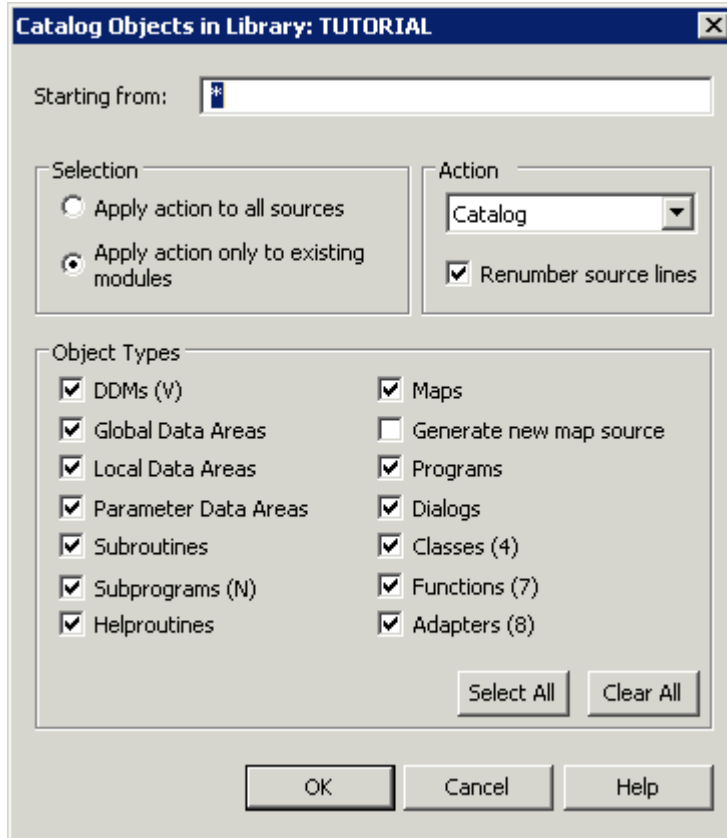 Catalog Objects in Library: TUTORIAL
Starting from: *
Selection
Apply action to all sources
Apply action only to existing
modules
Action
Catalog
Renumber source lines
Object Types
DDMs (V)
Global Data Areas
Local Data Areas
Parameter Data Areas
Subroutines
Subprograms (N)
Helproutines
Maps
Generate new map source
Programs
Dialogs
Classes (4)
Functions (7)
Adapters (8)
Select All
Clear All
OK
Cancel
Help